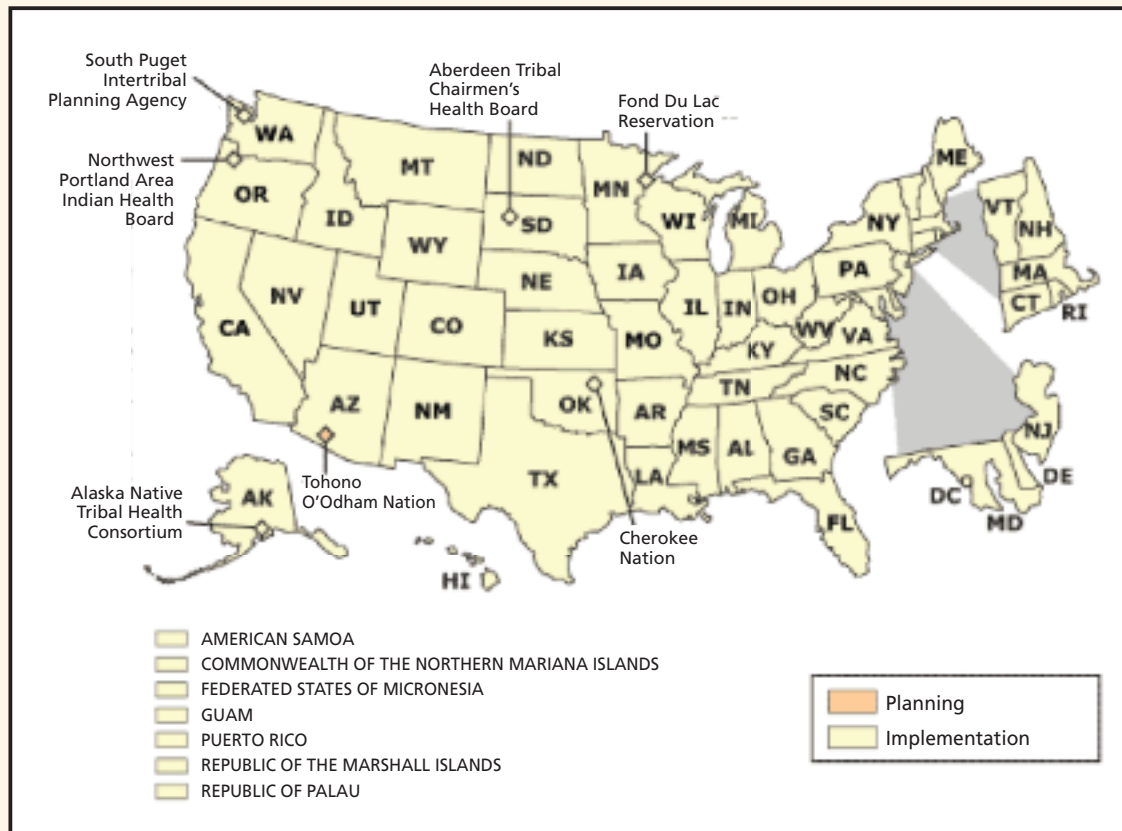 South Puget
Intertribal
Planning Agency
Northwest
Portland Area
Indian Health
Board
Aberdeen Tribal
Chairmen's
Health Board
Fond Du Lac
Reservation
WA
OR
CA
NV
ID
MT
WY
UT
AZ
CO
NM
ND
SD
NE
KS
OK
TX
MN
IA
MO
AR
LA
WI
IL
MI
IN
OH
KY
TN
MS
AL
GA
FL
SC
NC
VA
WV
PA
NY
ME
VT
NH
MA
CT
RI
NJ
DE
MD
DC
AK
HI
Tohono
O'Odham Nation
Alaska Native
Tribal Health
Consortium
Cherokee
Nation
AMERICAN SAMOA
COMMONWEALTH OF THE NORTHERN MARIANA ISLANDS
FEDERATED STATES OF MICRONESIA
GUAM
PUERTO RICO
REPUBLIC OF THE MARSHALL ISLANDS
REPUBLIC OF PALAU
Planning
Implementation